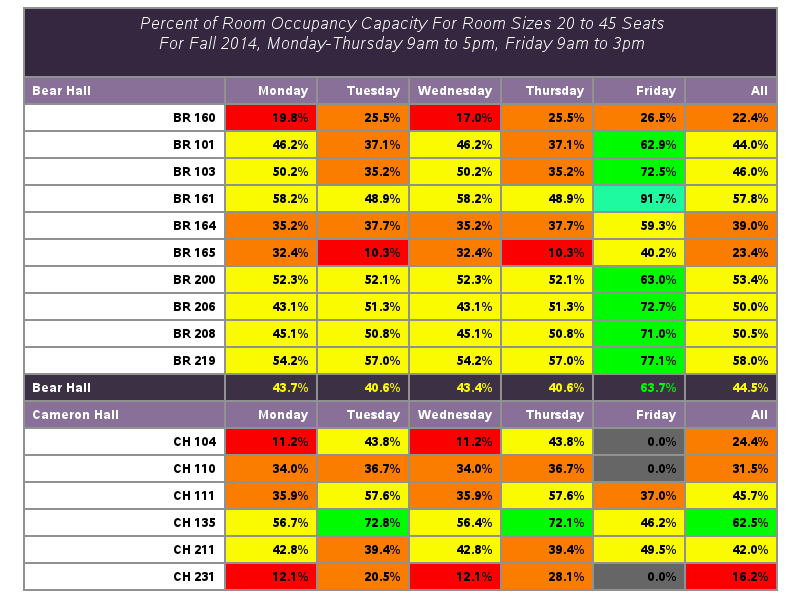 Percent of Room Occupancy Capacity For Room Sizes 20 to 45 Seats
For Fall 2014, Monday-Thursday 9am to 5pm, Friday 9am to 3pm
Bear Hall Monday Tuesday Wednesday Thursday Friday All
BR 160 19.8% 25.5% 17.0% 25.5% 26.5% 22.4%
BR 101 46.2% 37.1% 46.2% 37.1% 62.9% 44.0%
BR 103 50.2% 35.2% 50.2% 35.2% 72.5% 46.0%
BR 161 58.2% 48.9% 58.2% 48.9% 91.7% 57.8%
BR 164 35.2% 37.7% 35.2% 37.7% 59.3% 39.0%
BR 165 32.4% 10.3% 32.4% 10.3% 40.2% 23.4%
BR 200 52.3% 52.1% 52.3% 52.1% 63.0% 53.4%
BR 206 43.1% 51.3% 43.1% 51.3% 72.7% 50.0%
BR 208 45.1% 50.8% 45.1% 50.8% 71.0% 50.5%
BR 219 54.2% 57.0% 54.2% 57.0% 77.1% 58.0%
Bear Hall 43.7% 40.6% 43.4% 40.6% 63.7% 44.5%
Cameron Hall Monday Tuesday Wednesday Thursday Friday All
CH 104 11.2% 43.8% 11.2% 43.8% 0.0% 24.4%
CH 110 34.0% 36.7% 34.0% 36.7% 0.0% 31.5%
CH 111 35.9% 57.6% 35.9% 57.6% 37.0% 45.7%
CH 135 56.7% 72.8% 56.4% 72.1% 46.2% 62.5%
CH 211 42.8% 39.4% 42.8% 39.4% 49.5% 42.0%
CH 231 12.1% 20.5% 12.1% 28.1% 0.0% 16.2%